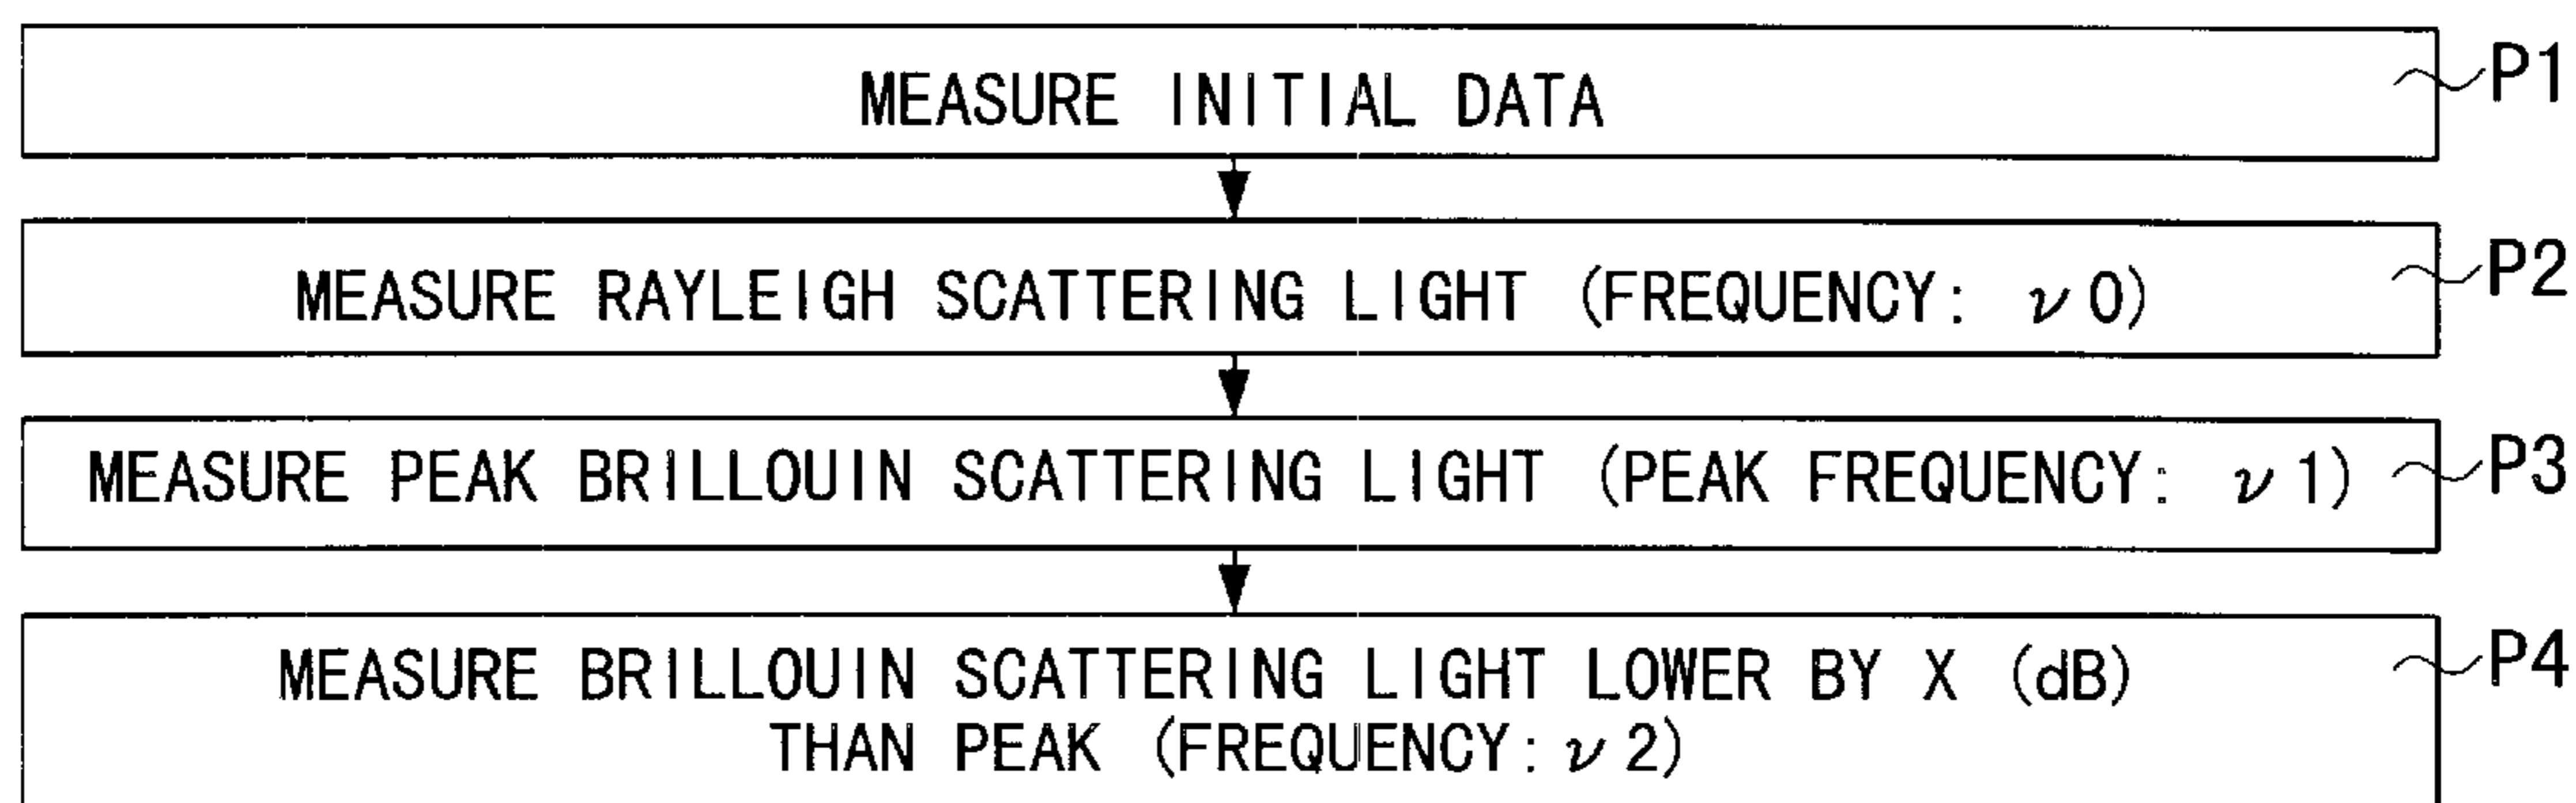 MEASURE INITIAL DATA
P1
MEASURE RAYLEIGH SCATTERING LIGHT (FREQUENCY: ν0)
P2
MEASURE PEAK BRILLOUIN SCATTERING LIGHT (PEAK FREQUENCY: ν1)
P3
MEASURE BRILLOUIN SCATTERING LIGHT LOWER BY X (dB)
P4
THAN PEAK (FREQUENCY: ν2)